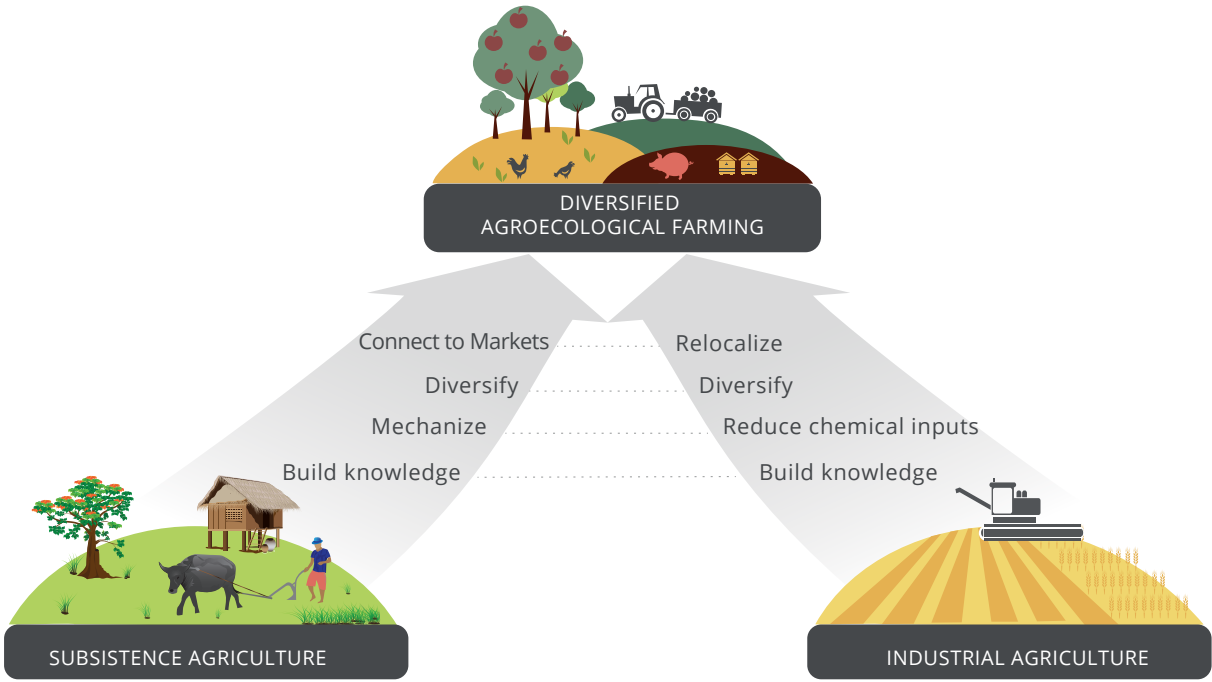 DIVERSIFIED
AGROECOLOGICAL FARMING
Connect to Markets
Relocalize
Diversify
Diversify
Mechanize
Reduce chemical inputs
Build knowledge
Build knowledge
SUBSISTENCE AGRICULTURE
INDUSTRIAL AGRICULTURE